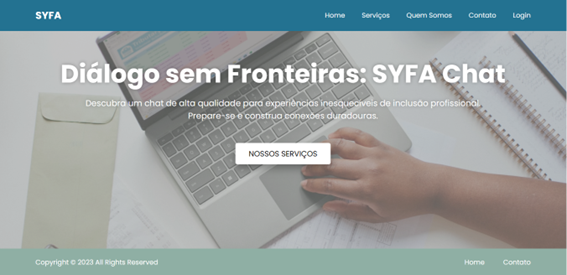 SYFA
Home Serviços Quem Somos Contato Login
Diálogo sem Fronteiras: SYFA Chat
Descubra um chat de alta qualidade para experiências inesquecíveis de inclusão profissional.
Prepare-se e construa conexões duradouras.
NOSSOS SERVIÇOS
Copyright © 2023 All Rights Reserved
Home Contato